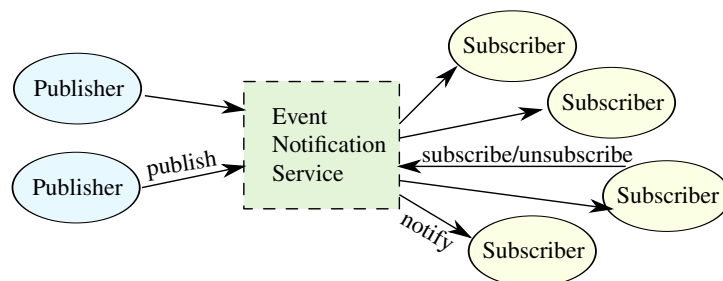 Subscriber
Publisher
Subscriber
Event
Notification
Service
publish
subscribe/unsubscribe
Publisher
Subscriber
notify
Subscriber